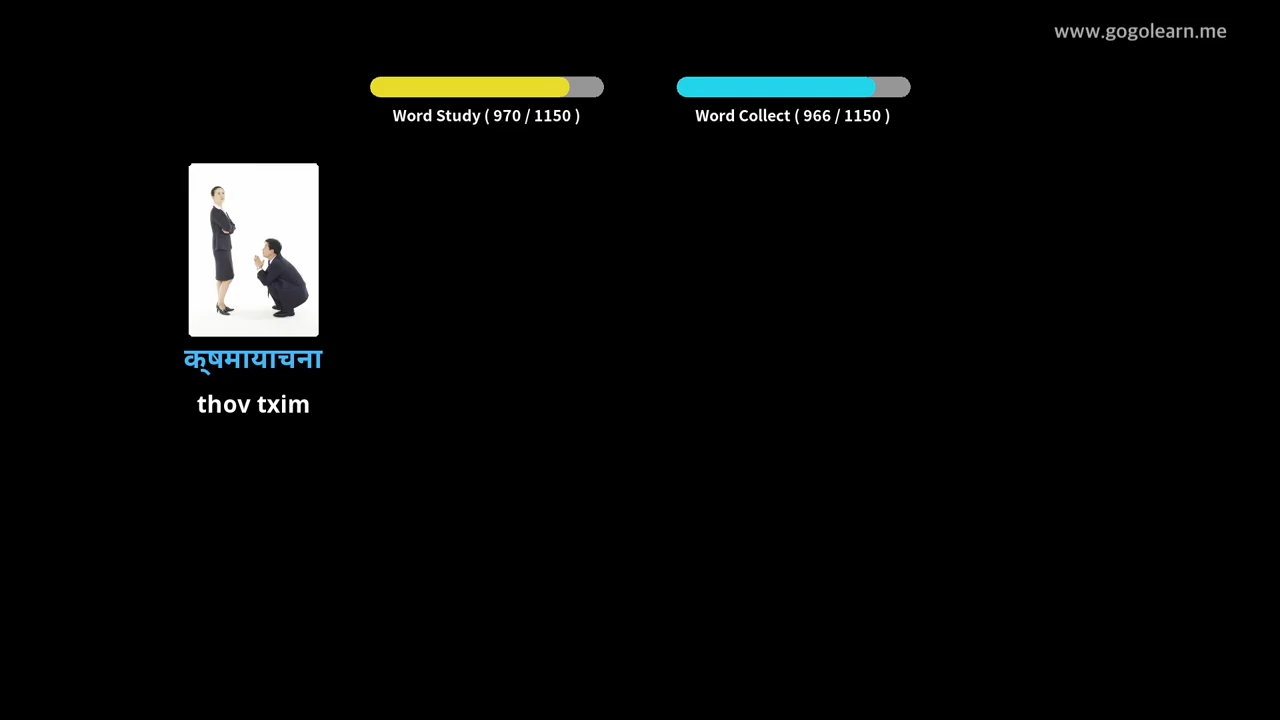 www.gogolearn.me
Word Study ( 970 / 1150 )
Word Collect ( 966 / 1150 )
क्षमायाचना
thov txim